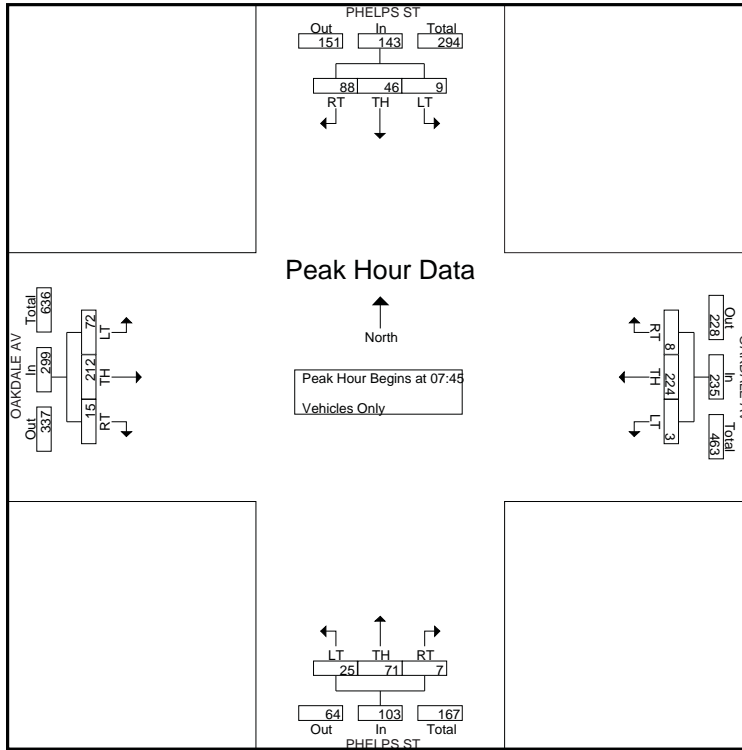 PHELPS ST
Out In Total
151 143 294
88 46 9
RT TH LT
Peak Hour Data
North
Peak Hour Begins at 07:45
Vehicles Only
OAKDALE AV
Out In Total
337 299 636
15 212 72
RT TH LT
Out In Total
228 235 463
8 224 3
RT TH LT
LT TH RT
25 71 7
64 103 167
Out In Total
PHELPS ST